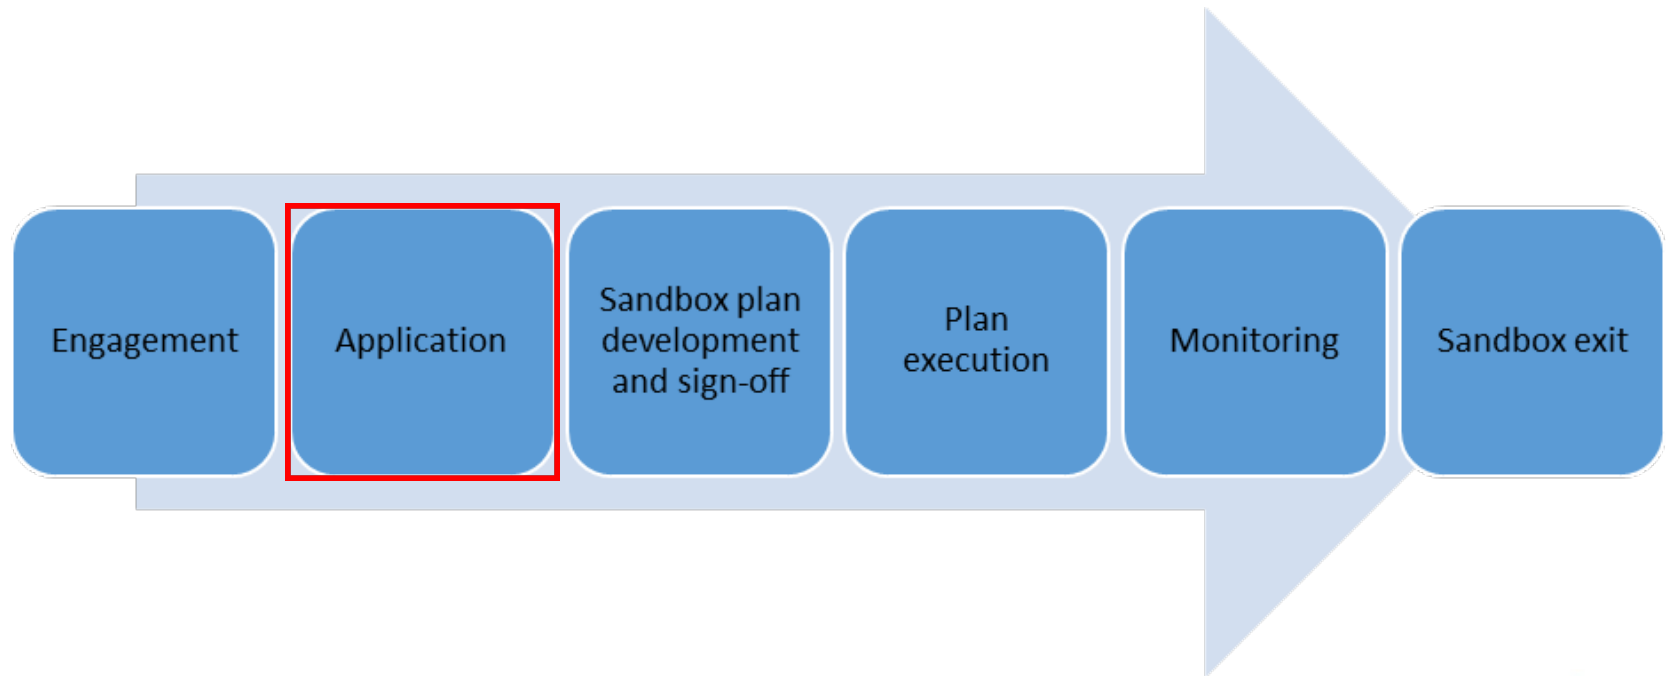 Engagement
Application
Sandbox plan
development
and sign-off
Plan
execution
Monitoring
Sandbox exit